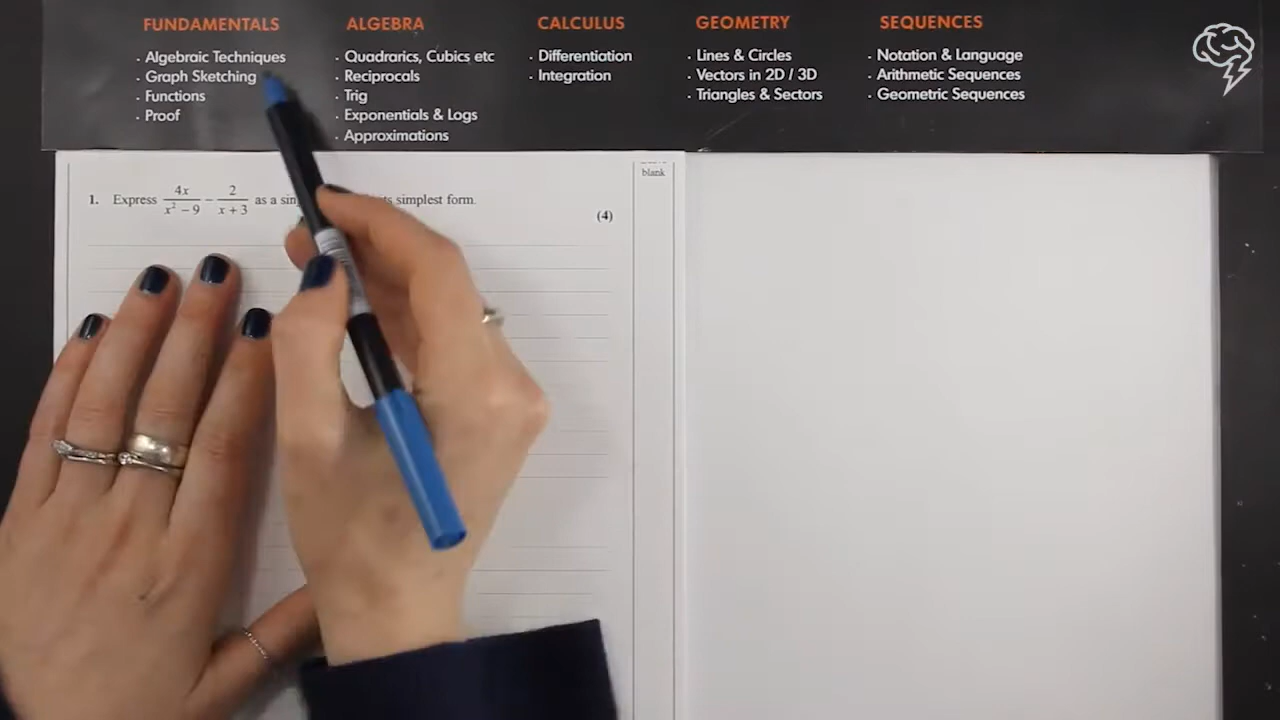 FUNDAMENTALS
· Algebraic Techniques
· Graph Sketching
· Functions
· Proof
ALGEBRA
· Quadrarics, Cubics etc
· Reciprocals
· Trig
· Exponentials & Logs
· Approximations
CALCULUS
· Differentiation
· Integration
GEOMETRY
· Lines & Circles
· Vectors in 2D / 3D
· Triangles & Sectors
SEQUENCES
· Notation & Language
· Arithmetic Sequences
· Geometric Sequences
blank
1. Express 4x/(x² − 9) − 2/(x + 3) as a simplest form.
(4)